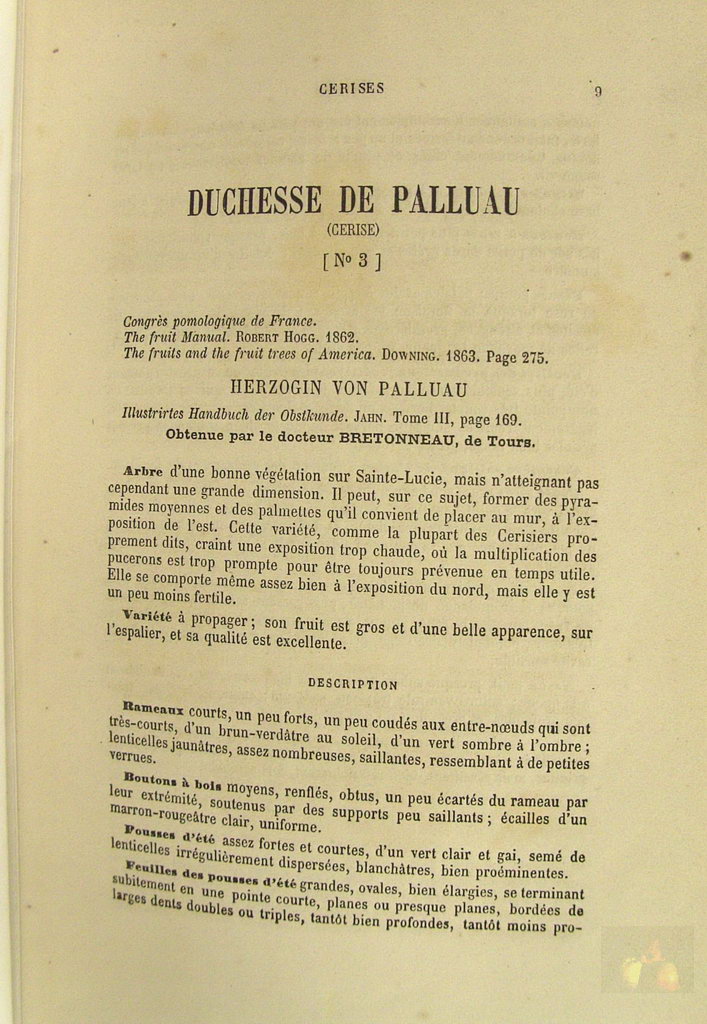 CERISES 9
DUCHESSE DE PALLUAU
(CERISE)
[ No 3 ]
Congrès pomologique de France.
The fruit Manual. ROBERT HOGG. 1862.
The fruits and the fruit trees of America. DOWNING. 1863. Page 275.
HERZOGIN VON PALLUAU
Illustrirtes Handbuch der Obstkunde. JAHN. Tome III, page 169.
Obtenue par le docteur BRETONNEAU, de Tours.
Arbre d'une bonne végétation sur Sainte-Lucie, mais n'atteignant pas
cependant une grande dimension. Il peut, sur ce sujet, former des pyra-
mides moyennes et des palmettes qu'il convient de placer au mur, à l'ex-
position de l'est. Cette variété, comme la plupart des Cerisiers pro-
prement dits, craint une exposition trop chaude, où la multiplication des
pucerons est trop prompte pour être toujours prévenue en temps utile.
Elle se comporte même assez bien à l'exposition du nord, mais elle y est
un peu moins fertile.
Variété à propager; son fruit est gros et d'une belle apparence, sur
l'espalier, et sa qualité est excellente.
DESCRIPTION
Rameaux courts, un peu forts, un peu coudés aux entre-nœuds qui sont
très-courts, d'un brun-verdâtre au soleil, d'un vert sombre à l'ombre;
lenticelles jaunâtres, assez nombreuses, saillantes, ressemblant à de petites
verrues.
Boutons à bois moyens, renflés, obtus, un peu écartés du rameau par
leur extrémité, soutenus par des supports peu saillants; écailles d'un
marron-rougeâtre clair, uniforme.
Pousses d'été assez fortes et courtes, d'un vert clair et gai, semé de
lenticelles irrégulièrement dispersées, blanchâtres, bien proéminentes.
Feuilles des pousses d'été grandes, ovales, bien élargies, se terminant
subitement en une pointe courte, planes ou presque planes, bordées de
larges dents doubles ou triples, tantôt bien profondes, tantôt moins pro-